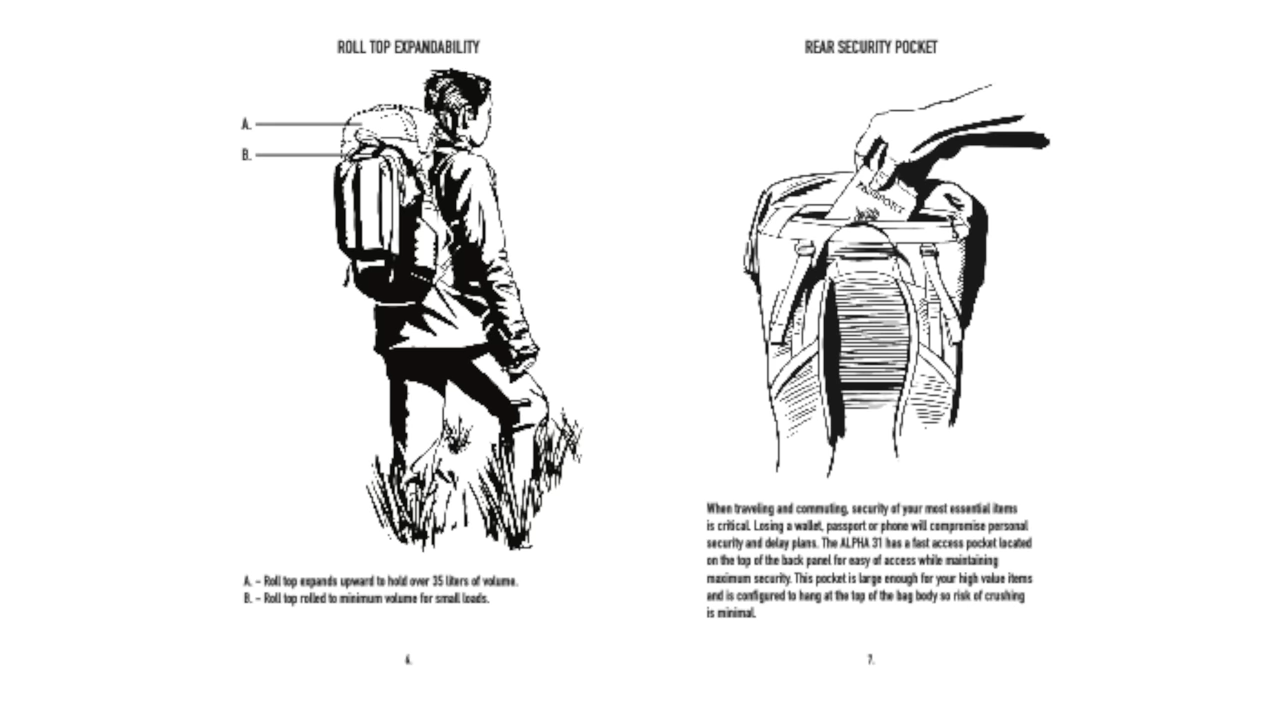 ROLL TOP EXPANDABILITY
A.
B.
A. – Roll top expands upward to hold over 35 liters of volume.
B. – Roll top rolled to minimum volume for small loads.
6.
REAR SECURITY POCKET
PASSPORT
When traveling and commuting, security of your most essential items
is critical. Losing a wallet, passport or phone will compromise personal
security and delay plans. The ALPHA 31 has a fast access pocket located
on the top of the back panel for easy of access while maintaining
maximum security. This pocket is large enough for your high value items
and is configured to hang at the top of the bag body so risk of crushing
is minimal.
7.